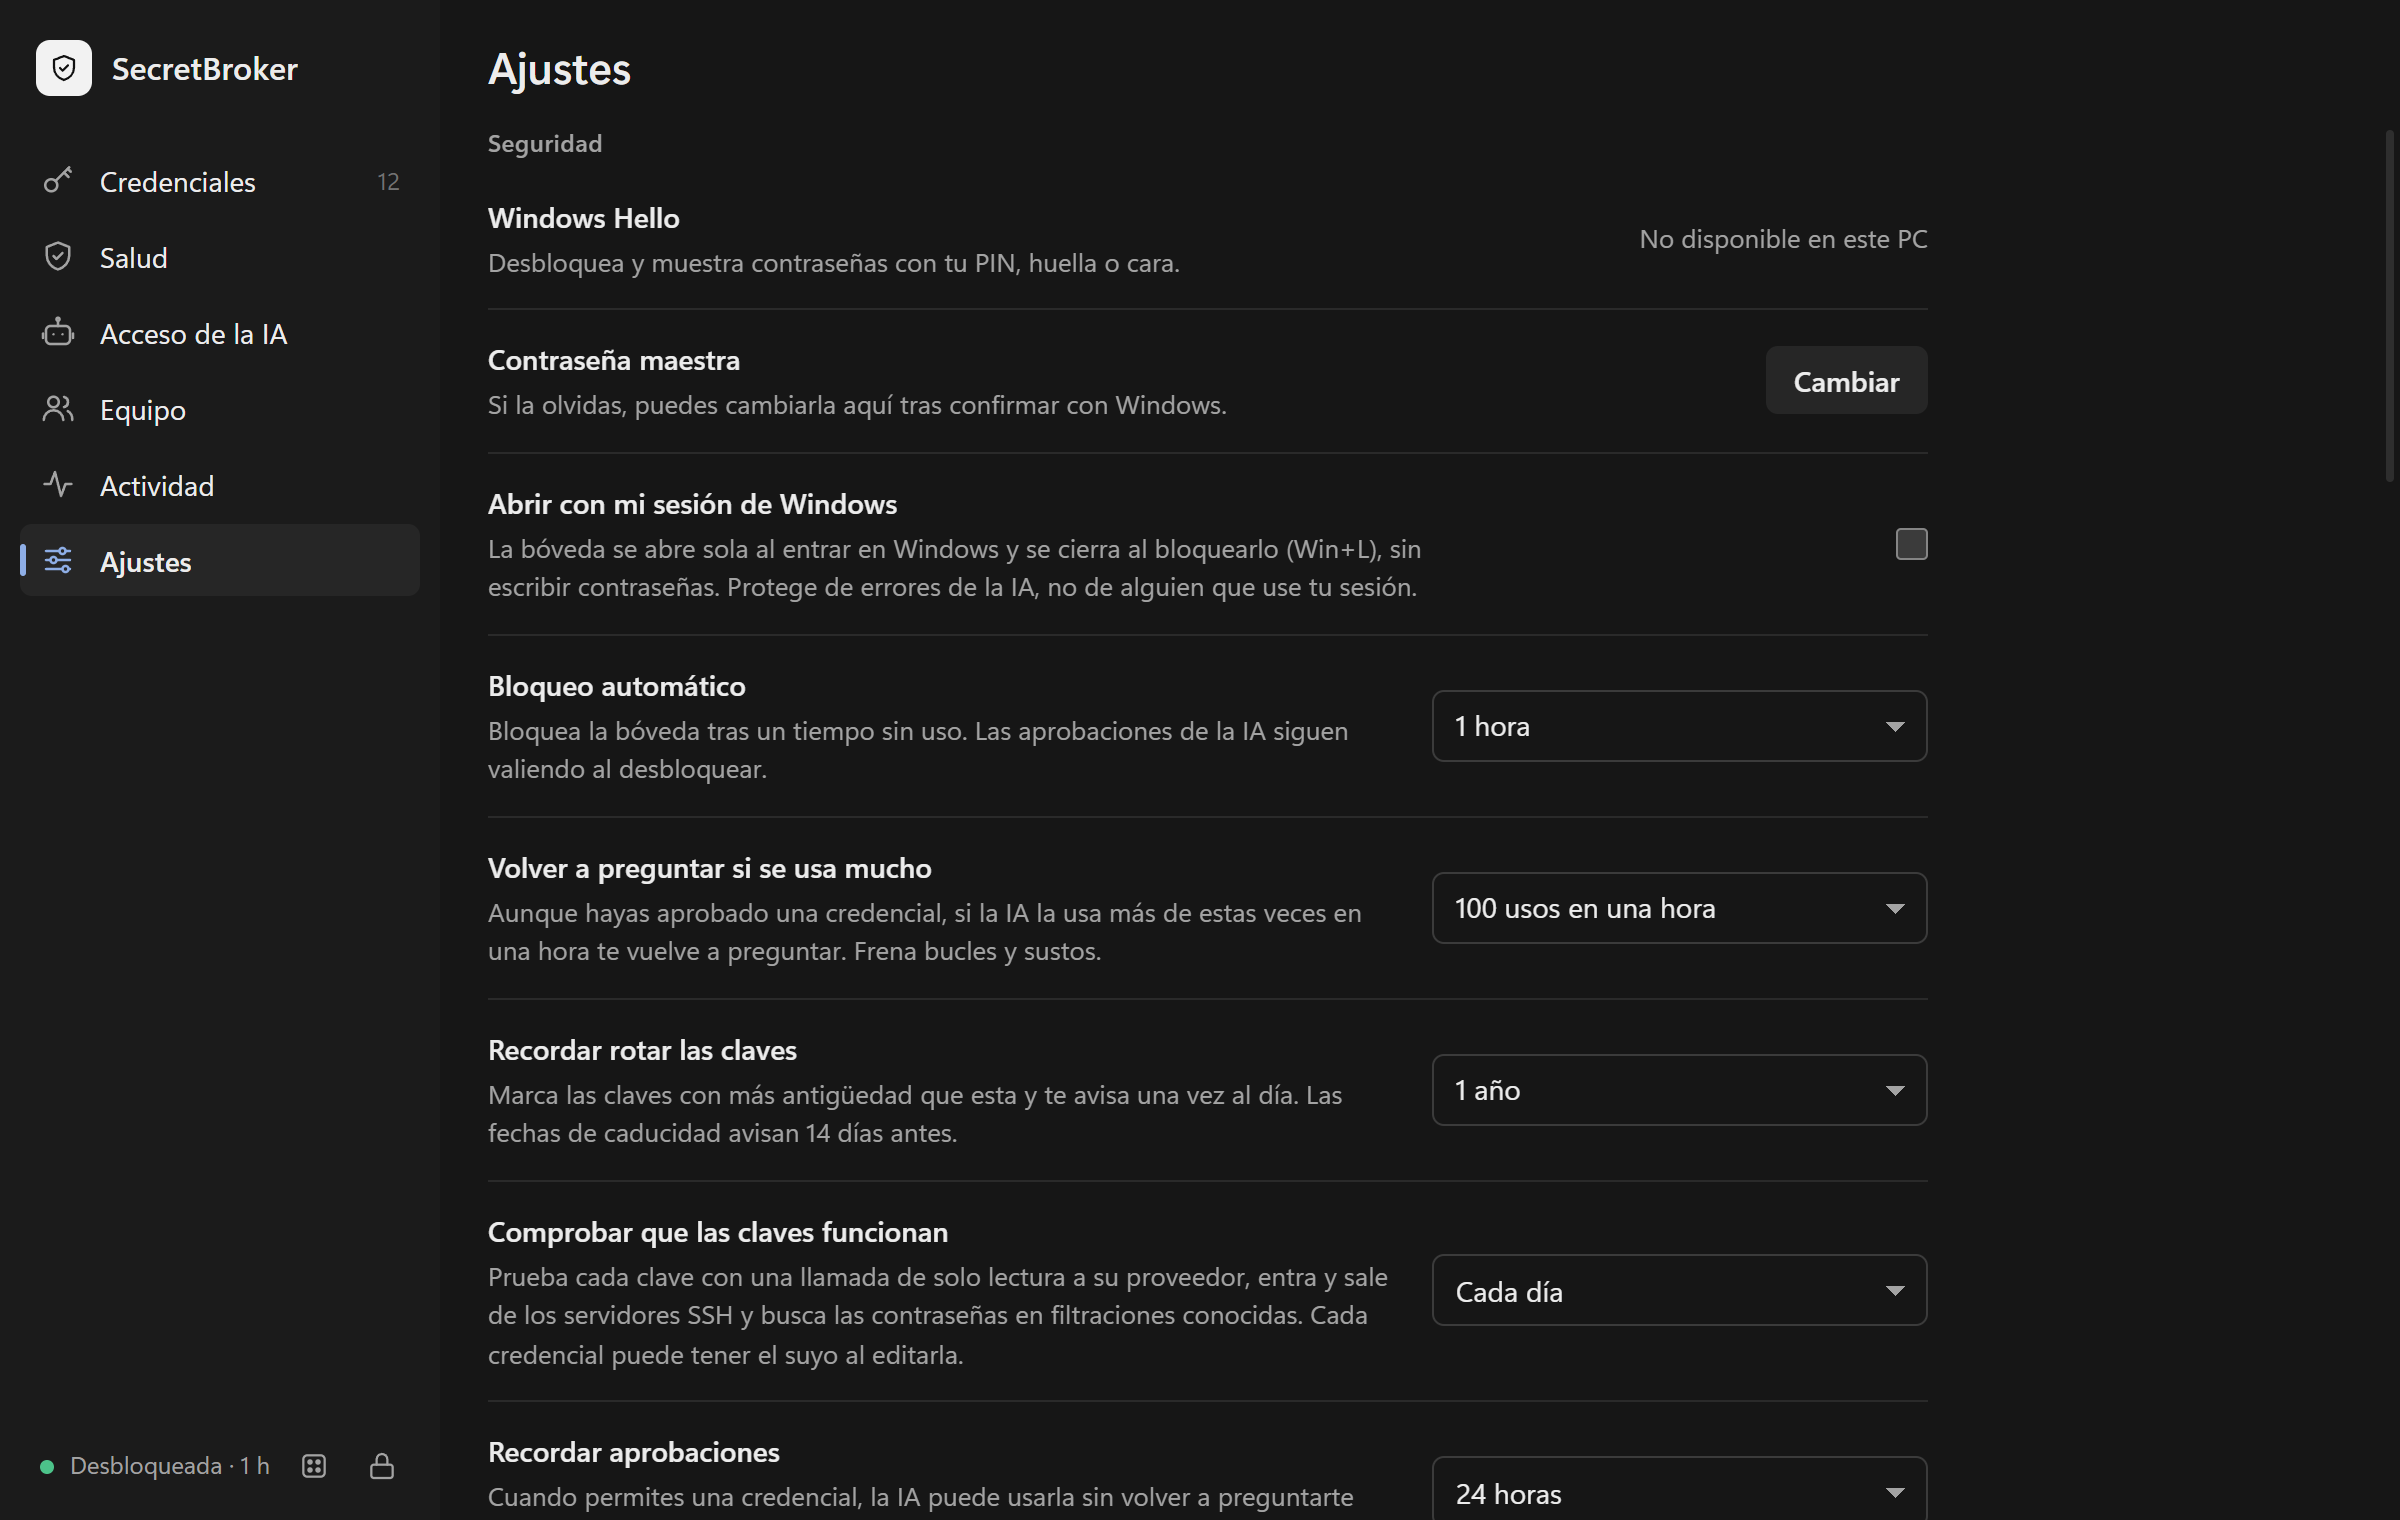 SecretBroker
Credenciales 12
Salud
Acceso de la IA
Equipo
Actividad
Ajustes
Desbloqueada · 1 h
Ajustes
Seguridad
Windows Hello
Desbloquea y muestra contraseñas con tu PIN, huella o cara.
No disponible en este PC
Contraseña maestra
Si la olvidas, puedes cambiarla aquí tras confirmar con Windows.
Cambiar
Abrir con mi sesión de Windows
La bóveda se abre sola al entrar en Windows y se cierra al bloquearlo (Win+L), sin
escribir contraseñas. Protege de errores de la IA, no de alguien que use tu sesión.
Bloqueo automático
Bloquea la bóveda tras un tiempo sin uso. Las aprobaciones de la IA siguen
valiendo al desbloquear.
1 hora
Volver a preguntar si se usa mucho
Aunque hayas aprobado una credencial, si la IA la usa más de estas veces en
una hora te vuelve a preguntar. Frena bucles y sustos.
100 usos en una hora
Recordar rotar las claves
Marca las claves con más antigüedad que esta y te avisa una vez al día. Las
fechas de caducidad avisan 14 días antes.
1 año
Comprobar que las claves funcionan
Prueba cada clave con una llamada de solo lectura a su proveedor, entra y sale
de los servidores SSH y busca las contraseñas en filtraciones conocidas. Cada
credencial puede tener el suyo al editarla.
Cada día
Recordar aprobaciones
Cuando permites una credencial, la IA puede usarla sin volver a preguntarte
24 horas